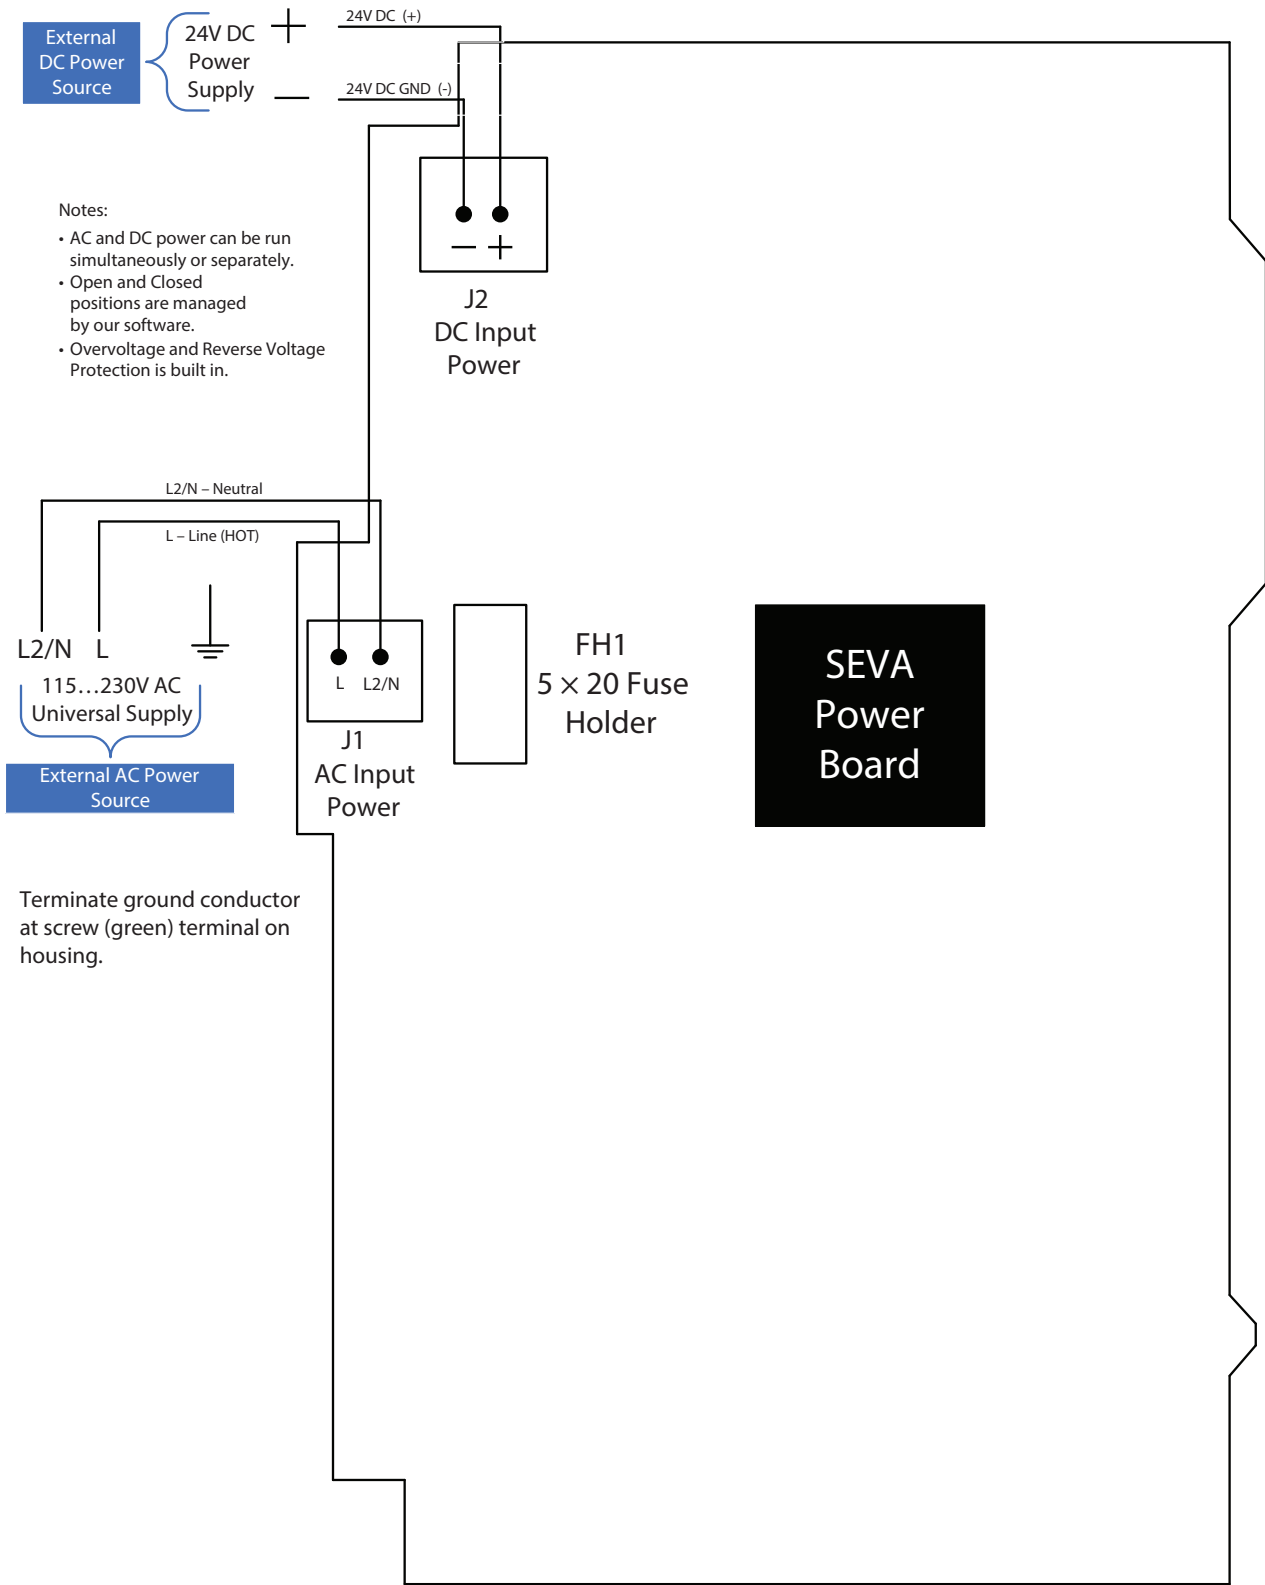 External
DC Power
Source
24V DC
Power
Supply
+
—
24V DC (+)
24V DC GND (-)
— +
J2
DC Input
Power
Notes:
• AC and DC power can be run
simultaneously or separately.
• Open and Closed
positions are managed
by our software.
• Overvoltage and Reverse Voltage
Protection is built in.
L2/N – Neutral
L – Line (HOT)
L2/N L
115...230V AC
Universal Supply
External AC Power
Source
L L2/N
J1
AC Input
Power
FH1
5 × 20 Fuse
Holder
SEVA
Power
Board
Terminate ground conductor
at screw (green) terminal on
housing.